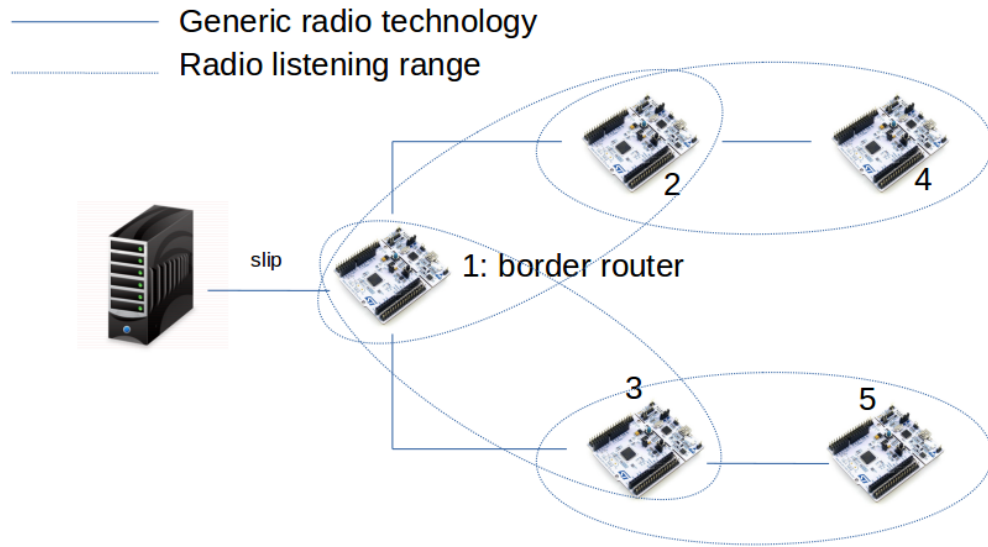 Generic radio technology
Radio listening range
2
4
slip
1: border router
3
5